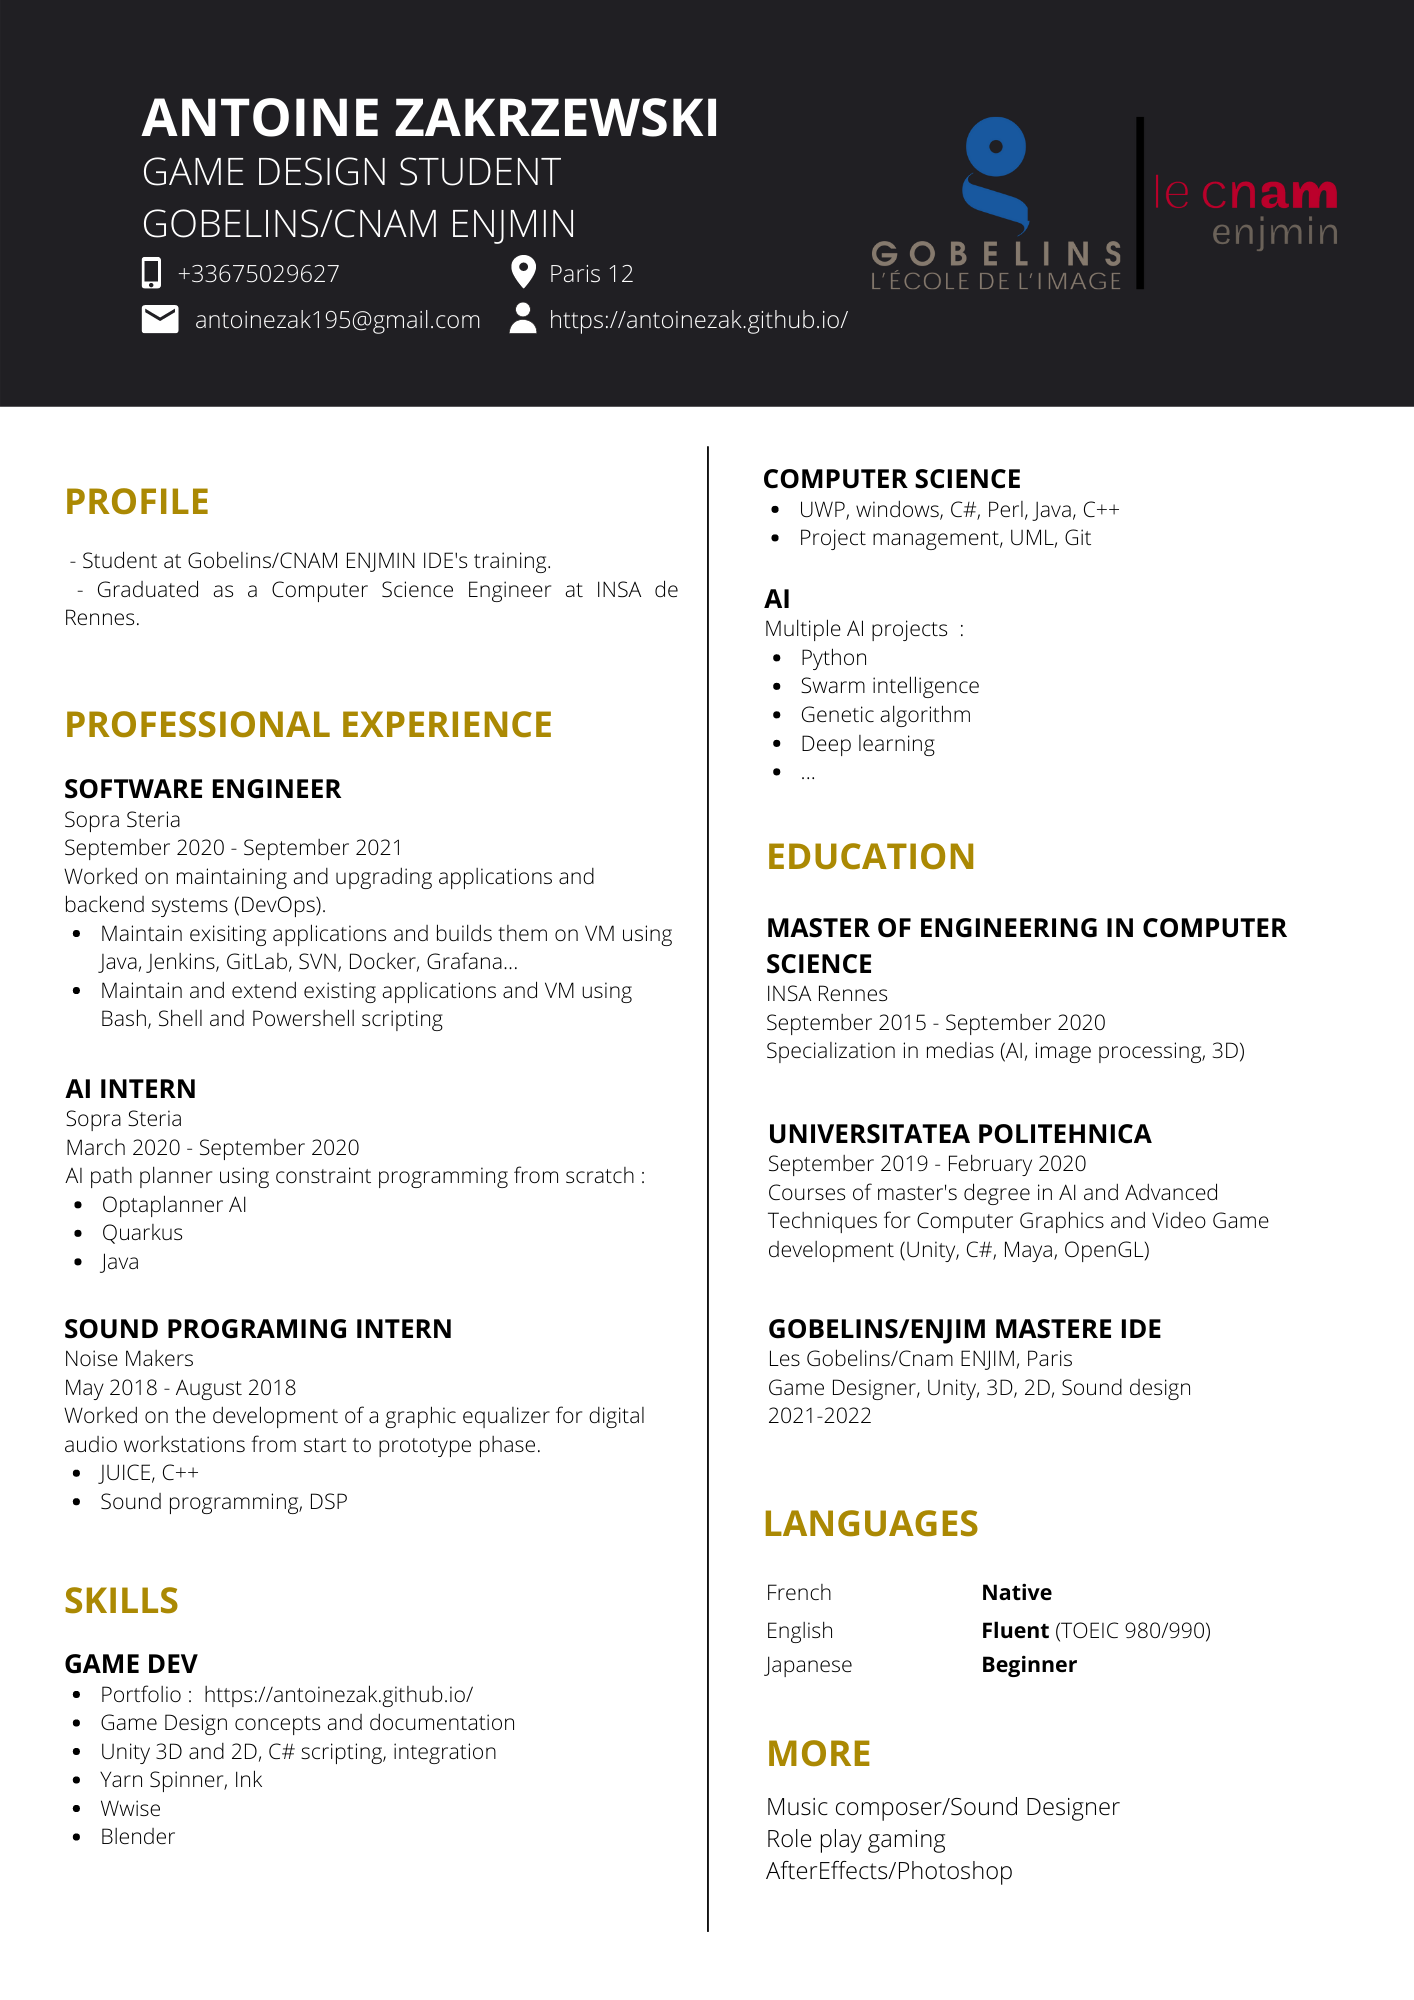 ANTOINE ZAKRZEWSKI
GAME DESIGN STUDENT
GOBELINS/CNAM ENJMIN
+33675029627
Paris 12
antoinezak195@gmail.com
https://antoinezak.github.io/
GOBELINS
L'ÉCOLE DE L'IMAGE
le cnam
enjmin
PROFILE
- Student at Gobelins/CNAM ENJMIN IDE's training.
- Graduated as a Computer Science Engineer at INSA de
Rennes.
PROFESSIONAL EXPERIENCE
SOFTWARE ENGINEER
Sopra Steria
September 2020 - September 2021
Worked on maintaining and upgrading applications and
backend systems (DevOps).
• Maintain exisiting applications and builds them on VM using
Java, Jenkins, GitLab, SVN, Docker, Grafana...
• Maintain and extend existing applications and VM using
Bash, Shell and Powershell scripting
AI INTERN
Sopra Steria
March 2020 - September 2020
AI path planner using constraint programming from scratch :
• Optaplanner AI
• Quarkus
• Java
SOUND PROGRAMING INTERN
Noise Makers
May 2018 - August 2018
Worked on the development of a graphic equalizer for digital
audio workstations from start to prototype phase.
• JUICE, C++
• Sound programming, DSP
SKILLS
GAME DEV
• Portfolio : https://antoinezak.github.io/
• Game Design concepts and documentation
• Unity 3D and 2D, C# scripting, integration
• Yarn Spinner, Ink
• Wwise
• Blender
COMPUTER SCIENCE
• UWP, windows, C#, Perl, Java, C++
• Project management, UML, Git
AI
Multiple AI projects :
• Python
• Swarm intelligence
• Genetic algorithm
• Deep learning
• ...
EDUCATION
MASTER OF ENGINEERING IN COMPUTER
SCIENCE
INSA Rennes
September 2015 - September 2020
Specialization in medias (AI, image processing, 3D)
UNIVERSITATEA POLITEHNICA
September 2019 - February 2020
Courses of master's degree in AI and Advanced
Techniques for Computer Graphics and Video Game
development (Unity, C#, Maya, OpenGL)
GOBELINS/ENJIM MASTERE IDE
Les Gobelins/Cnam ENJIM, Paris
Game Designer, Unity, 3D, 2D, Sound design
2021-2022
LANGUAGES
French Native
English Fluent (TOEIC 980/990)
Japanese Beginner
MORE
Music composer/Sound Designer
Role play gaming
AfterEffects/Photoshop